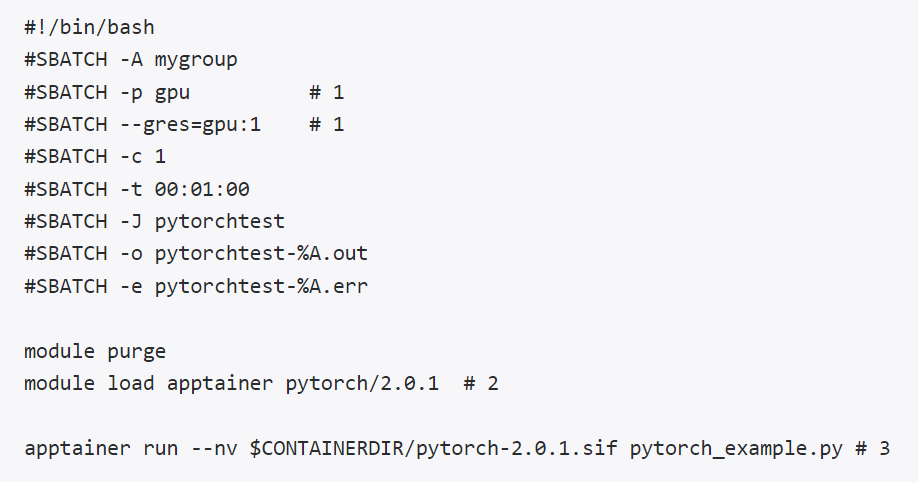 #!/bin/bash
#SBATCH -A mygroup
#SBATCH -p gpu          # 1
#SBATCH --gres=gpu:1    # 1
#SBATCH -c 1
#SBATCH -t 00:01:00
#SBATCH -J pytorchtest
#SBATCH -o pytorchtest-%A.out
#SBATCH -e pytorchtest-%A.err

module purge
module load apptainer pytorch/2.0.1  # 2

apptainer run --nv $CONTAINERDIR/pytorch-2.0.1.sif pytorch_example.py # 3